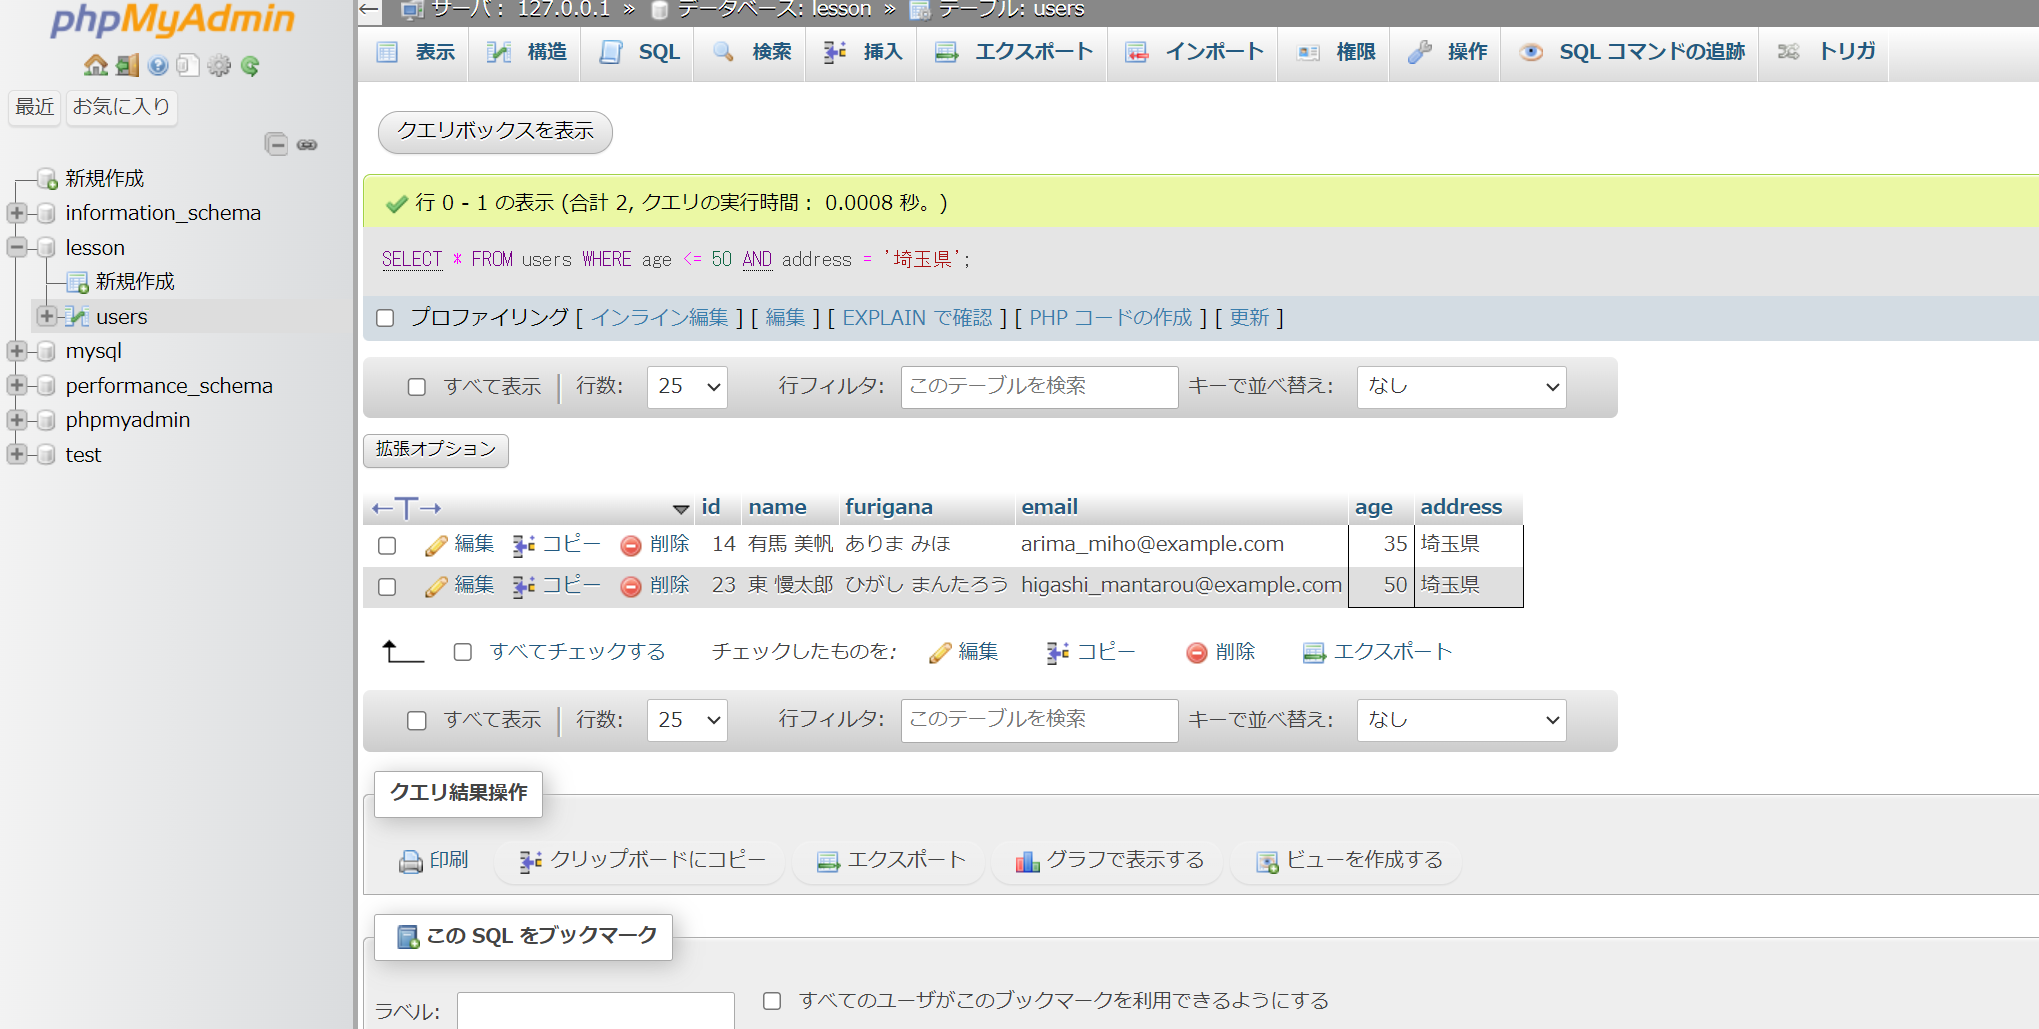 phpMyAdmin
最近 お気に入り
新規作成
information_schema
lesson
新規作成
users
mysql
performance_schema
phpmyadmin
test
サーバ： 127.0.0.1 » データベース: lesson » テーブル: users
表示 構造 SQL 検索 挿入 エクスポート インポート 権限 操作 SQL コマンドの追跡 トリガ
クエリボックスを表示
行 0 - 1 の表示 (合計 2, クエリの実行時間： 0.0008 秒。)
SELECT * FROM users WHERE age <= 50 AND address = '埼玉県';
プロファイリング [ インライン編集 ] [ 編集 ] [ EXPLAIN で確認 ] [ PHP コードの作成 ] [ 更新 ]
すべて表示 行数: 25 行フィルタ: このテーブルを検索 キーで並べ替え: なし
拡張オプション
←T→ id name furigana email age address
編集 コピー 削除 14 有馬 美帆 ありま みほ arima_miho@example.com 35 埼玉県
編集 コピー 削除 23 東 慢太郎 ひがし まんたろう higashi_mantarou@example.com 50 埼玉県
すべてチェックする チェックしたものを: 編集 コピー 削除 エクスポート
すべて表示 行数: 25 行フィルタ: このテーブルを検索 キーで並べ替え: なし
クエリ結果操作
印刷 クリップボードにコピー エクスポート グラフで表示する ビューを作成する
この SQL をブックマーク
ラベル: すべてのユーザがこのブックマークを利用できるようにする